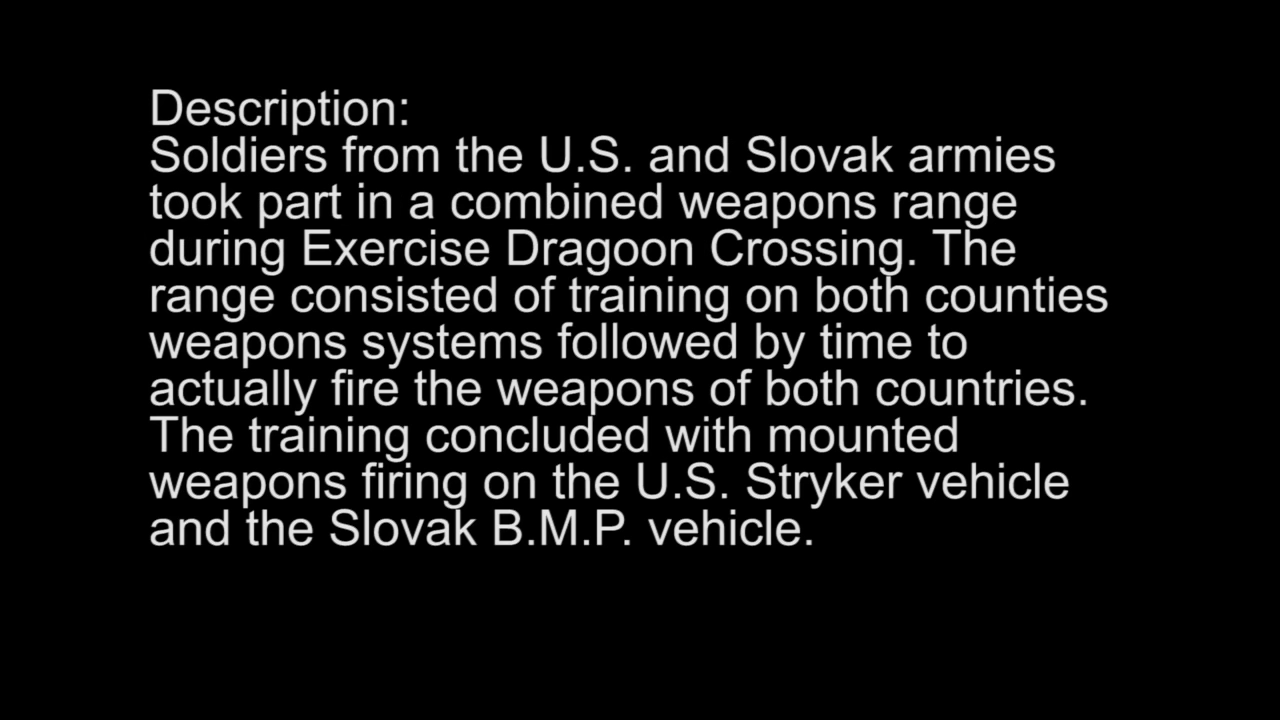 Description:
Soldiers from the U.S. and Slovak armies
took part in a combined weapons range
during Exercise Dragoon Crossing. The
range consisted of training on both counties
weapons systems followed by time to
actually fire the weapons of both countries.
The training concluded with mounted
weapons firing on the U.S. Stryker vehicle
and the Slovak B.M.P. vehicle.